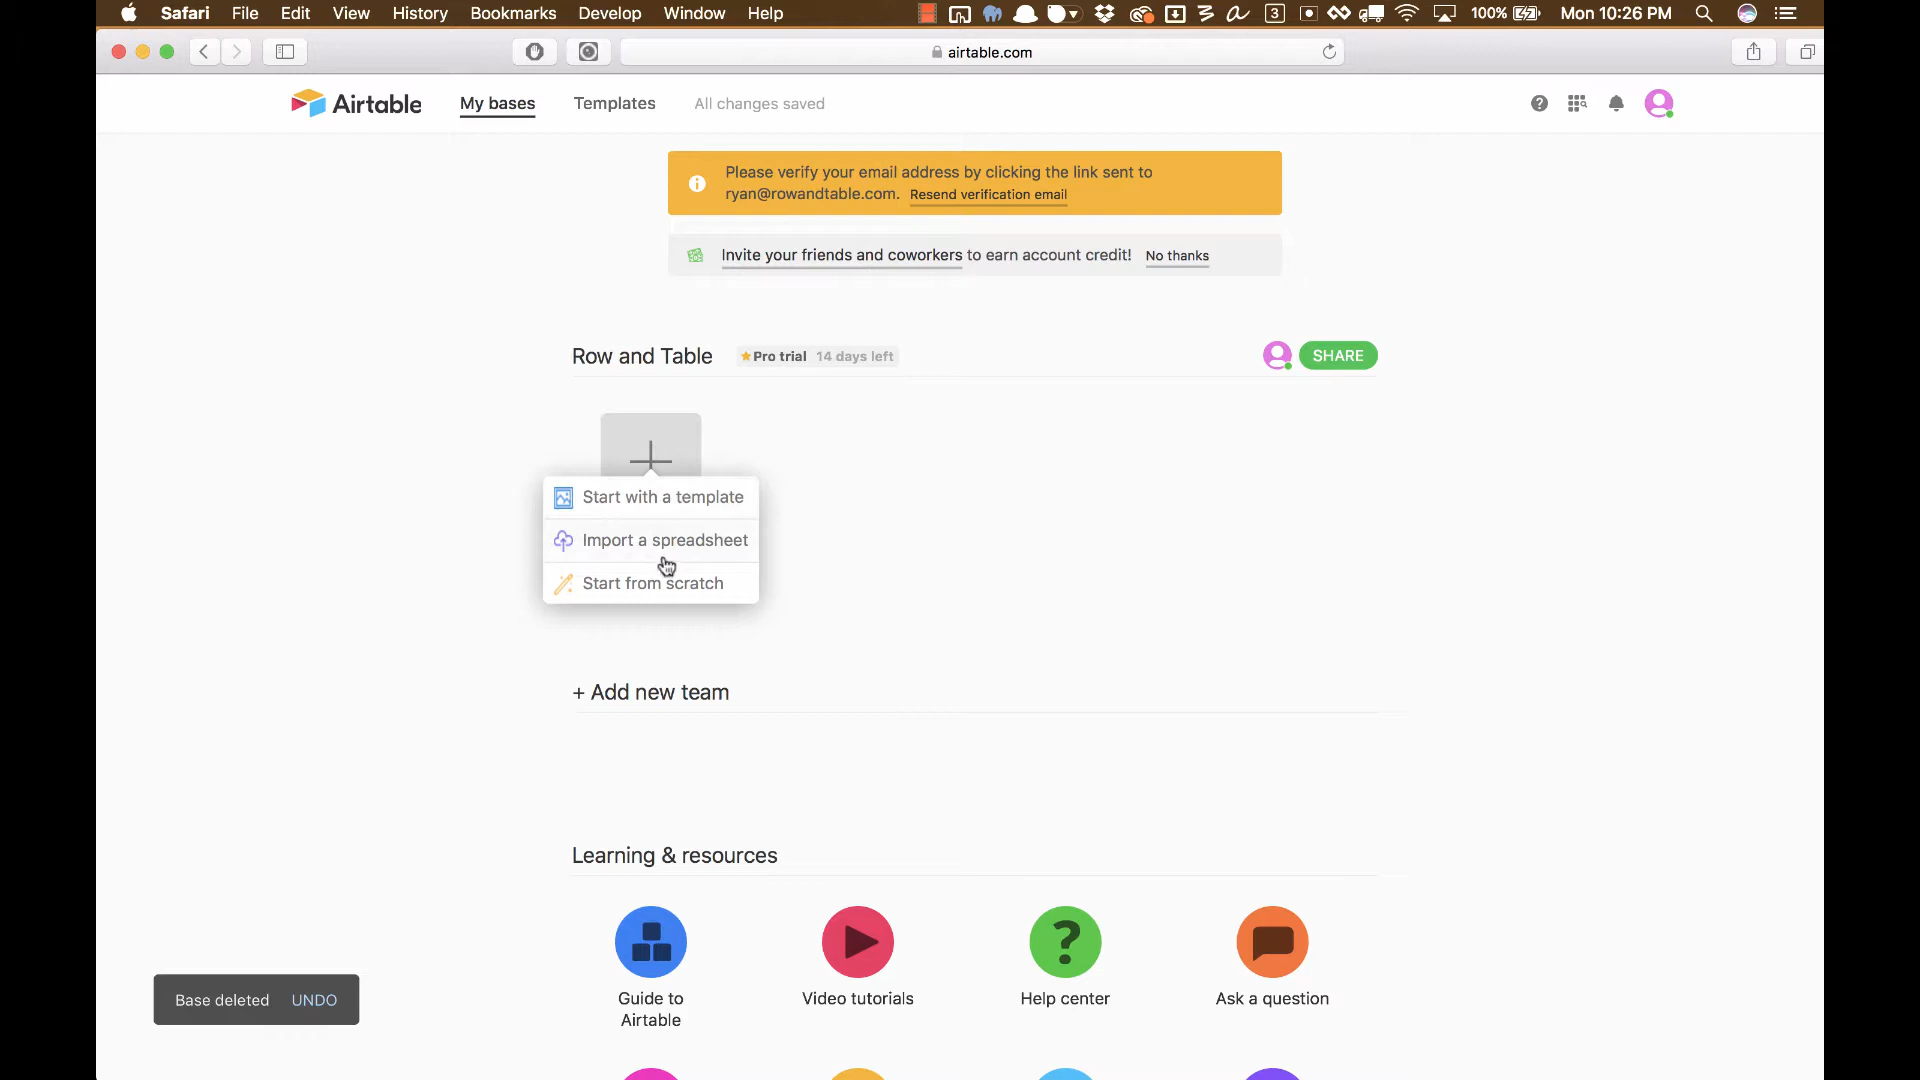 Safari File Edit View History Bookmarks Develop Window Help 3 100% Mon 10:26 PM
airtable.com
Airtable My bases Templates All changes saved
Please verify your email address by clicking the link sent to
ryan@rowandtable.com. Resend verification email
Invite your friends and coworkers to earn account credit! No thanks
Row and Table Pro trial 14 days left SHARE
Start with a template
Import a spreadsheet
Start from scratch
+ Add new team
Learning & resources
Guide to
Airtable
Video tutorials
Help center
Ask a question
Base deleted UNDO